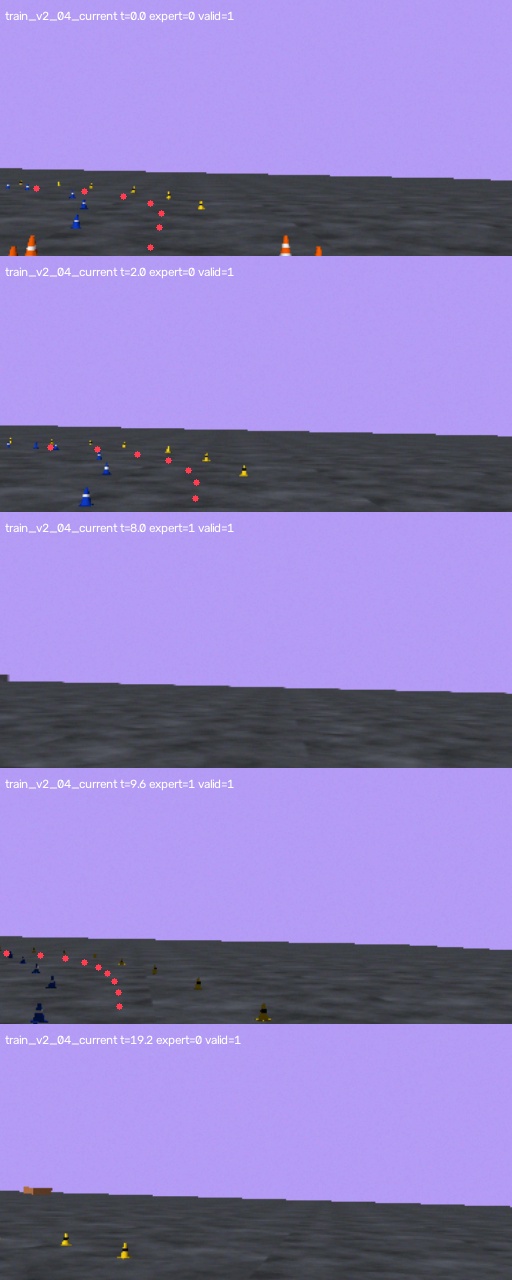 train_v2_04_current t=0.0 expert=0 valid=1
train_v2_04_current t=2.0 expert=0 valid=1
train_v2_04_current t=8.0 expert=1 valid=1
train_v2_04_current t=9.6 expert=1 valid=1
train_v2_04_current t=19.2 expert=0 valid=1